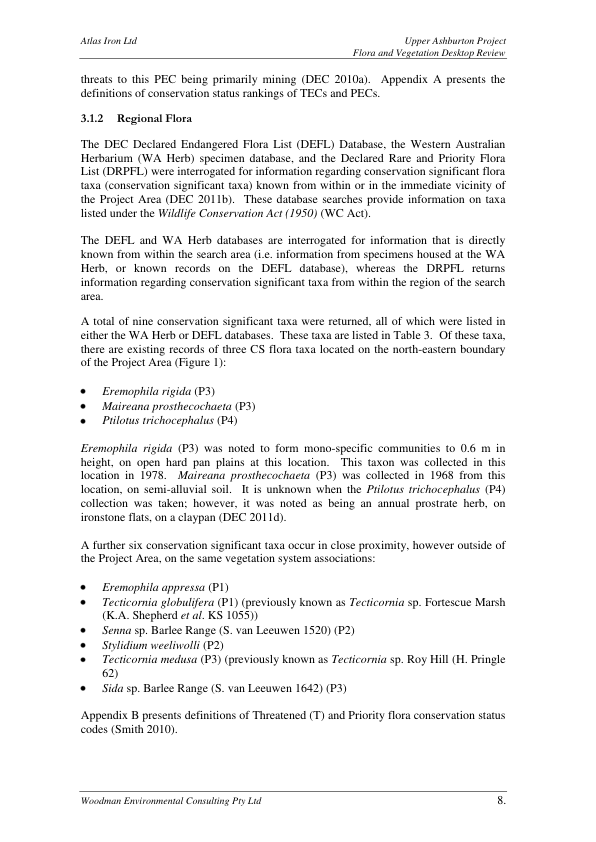 Atlas Iron Ltd
Upper Ashburton Project
Flora and Vegetation Desktop Review
threats to this PEC being primarily mining (DEC 2010a). Appendix A presents the
definitions of conservation status rankings of TECs and PECs.
3.1.2 Regional Flora
The DEC Declared Endangered Flora List (DEFL) Database, the Western Australian
Herbarium (WA Herb) specimen database, and the Declared Rare and Priority Flora
List (DRPFL) were interrogated for information regarding conservation significant flora
taxa (conservation significant taxa) known from within or in the immediate vicinity of
the Project Area (DEC 2011b). These database searches provide information on taxa
listed under the Wildlife Conservation Act (1950) (WC Act).
The DEFL and WA Herb databases are interrogated for information that is directly
known from within the search area (i.e. information from specimens housed at the WA
Herb, or known records on the DEFL database), whereas the DRPFL returns
information regarding conservation significant taxa from within the region of the search
area.
A total of nine conservation significant taxa were returned, all of which were listed in
either the WA Herb or DEFL databases. These taxa are listed in Table 3. Of these taxa,
there are existing records of three CS flora taxa located on the north-eastern boundary
of the Project Area (Figure 1):
• Eremophila rigida (P3)
• Maireana prosthecochaeta (P3)
• Ptilotus trichocephalus (P4)
Eremophila rigida (P3) was noted to form mono-specific communities to 0.6 m in
height, on open hard pan plains at this location. This taxon was collected in this
location in 1978. Maireana prosthecochaeta (P3) was collected in 1968 from this
location, on semi-alluvial soil. It is unknown when the Ptilotus trichocephalus (P4)
collection was taken; however, it was noted as being an annual prostrate herb, on
ironstone flats, on a claypan (DEC 2011d).
A further six conservation significant taxa occur in close proximity, however outside of
the Project Area, on the same vegetation system associations:
• Eremophila appressa (P1)
• Tecticornia globulifera (P1) (previously known as Tecticornia sp. Fortescue Marsh
(K.A. Shepherd et al. KS 1055))
• Senna sp. Barlee Range (S. van Leeuwen 1520) (P2)
• Stylidium weeliwolli (P2)
• Tecticornia medusa (P3) (previously known as Tecticornia sp. Roy Hill (H. Pringle
62)
• Sida sp. Barlee Range (S. van Leeuwen 1642) (P3)
Appendix B presents definitions of Threatened (T) and Priority flora conservation status
codes (Smith 2010).
Woodman Environmental Consulting Pty Ltd
8.